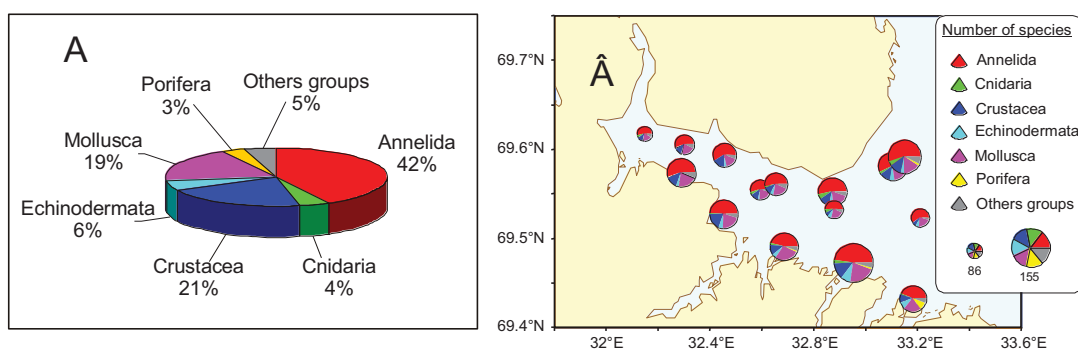 A
Porifera
3%
Others groups
5%
Mollusca
19%
Annelida
42%
Echinodermata
6%
Crustacea
21%
Cnidaria
4%
Â
69.7°N
69.6°N
69.5°N
69.4°N
32°E
32.4°E
32.8°E
33.2°E
33.6°E
Number of species
Annelida
Cnidaria
Crustacea
Echinodermata
Mollusca
Porifera
Others groups
86
155